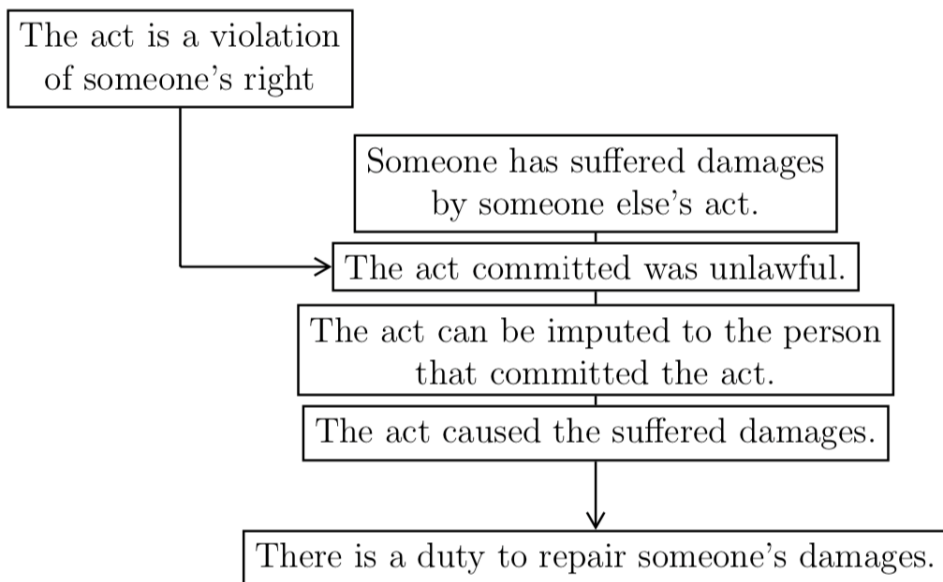 The act is a violation
of someone's right
Someone has suffered damages
by someone else's act.
The act committed was unlawful.
The act can be imputed to the person
that committed the act.
The act caused the suffered damages.
There is a duty to repair someone's damages.